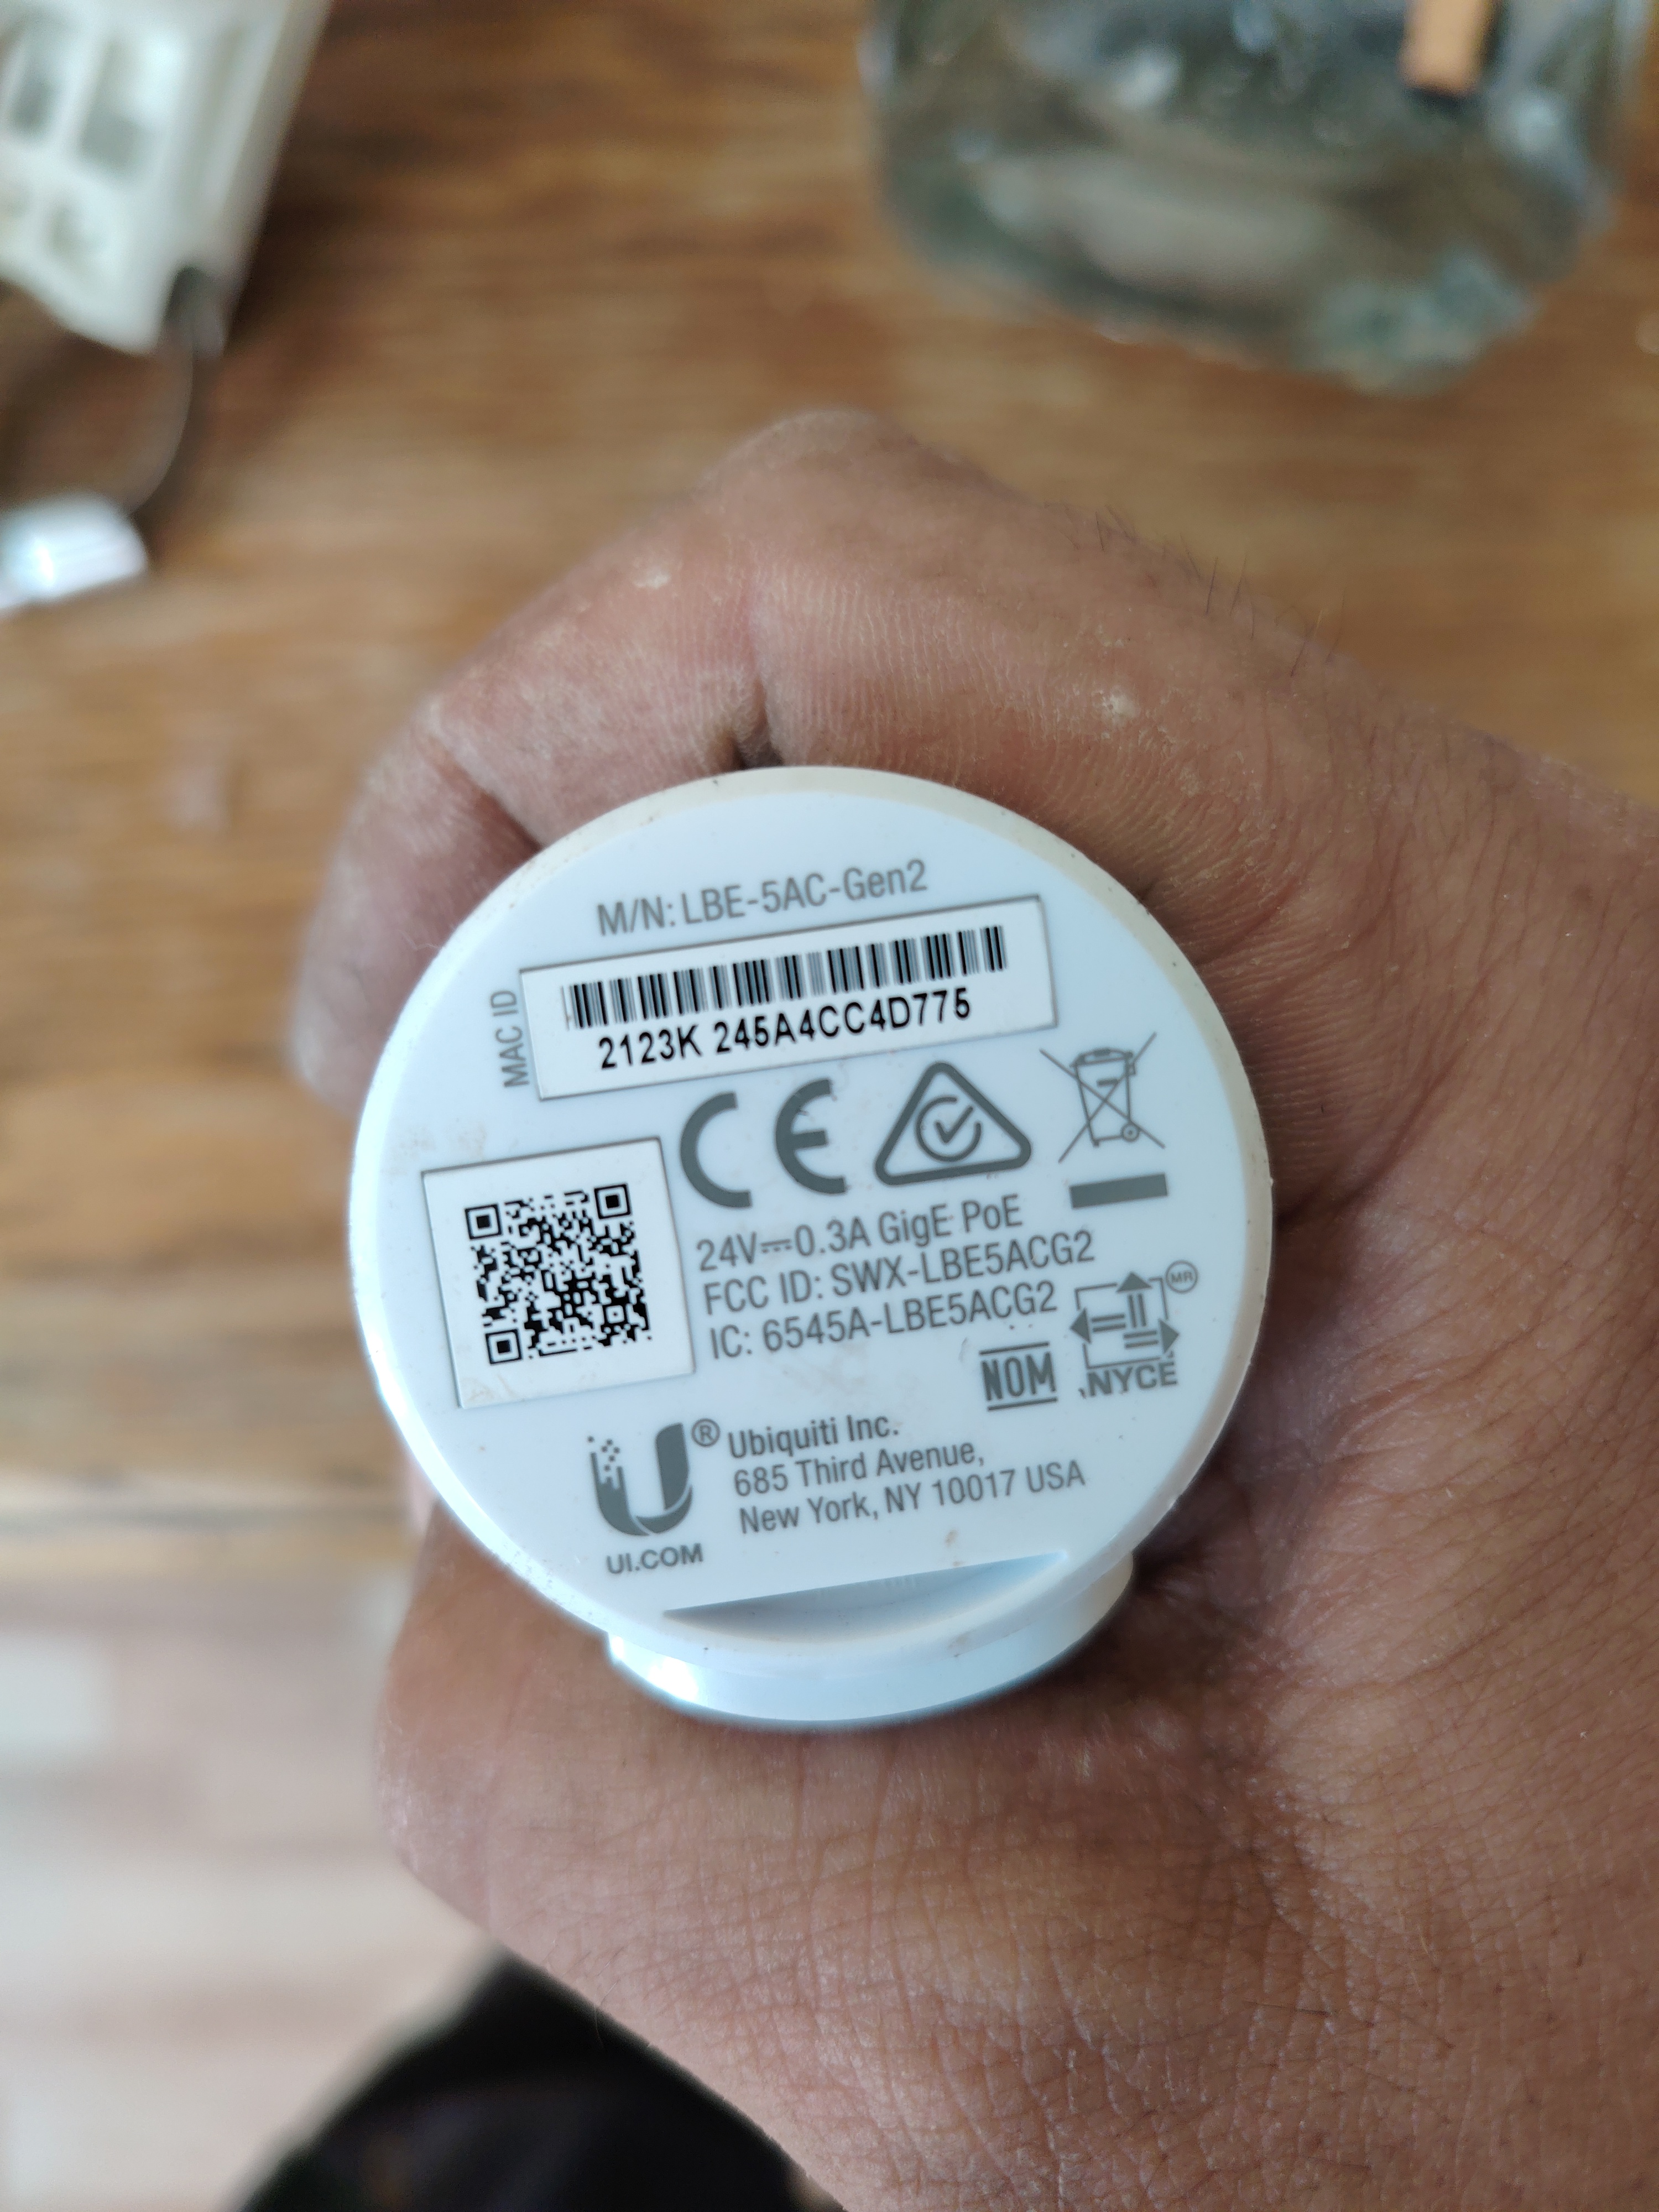 M/N: LBE-5AC-Gen2
MAC ID
2123K 245A4CC4D775
CE
24V⎓0.3A GigE PoE
FCC ID: SWX-LBE5ACG2
IC: 6545A-LBE5ACG2
MR
NOM
NYCE
U®
Ubiquiti Inc.
685 Third Avenue,
New York, NY 10017 USA
UI.COM